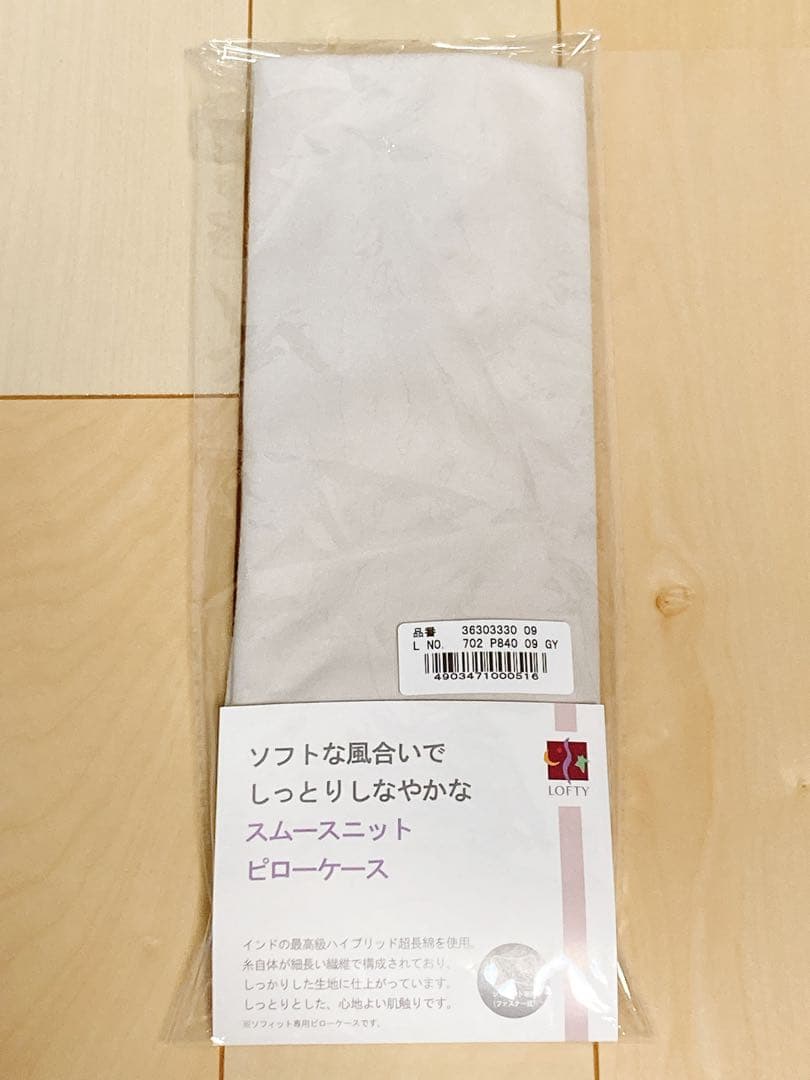 品番 36303330 09
L NO. 702 P840 09 GY
4903471000516
ソフトな風合いで
しっとりしなやかな
スムースニット
ピローケース
LOFTY
インドの最高級ハイブリッド超長綿を使用。
糸自体が細長い繊維で構成されており、
しっかりした生地に仕上がっています。
しっとりとした、心地よい肌触りです。
※ソフィット専用ピローケースです。